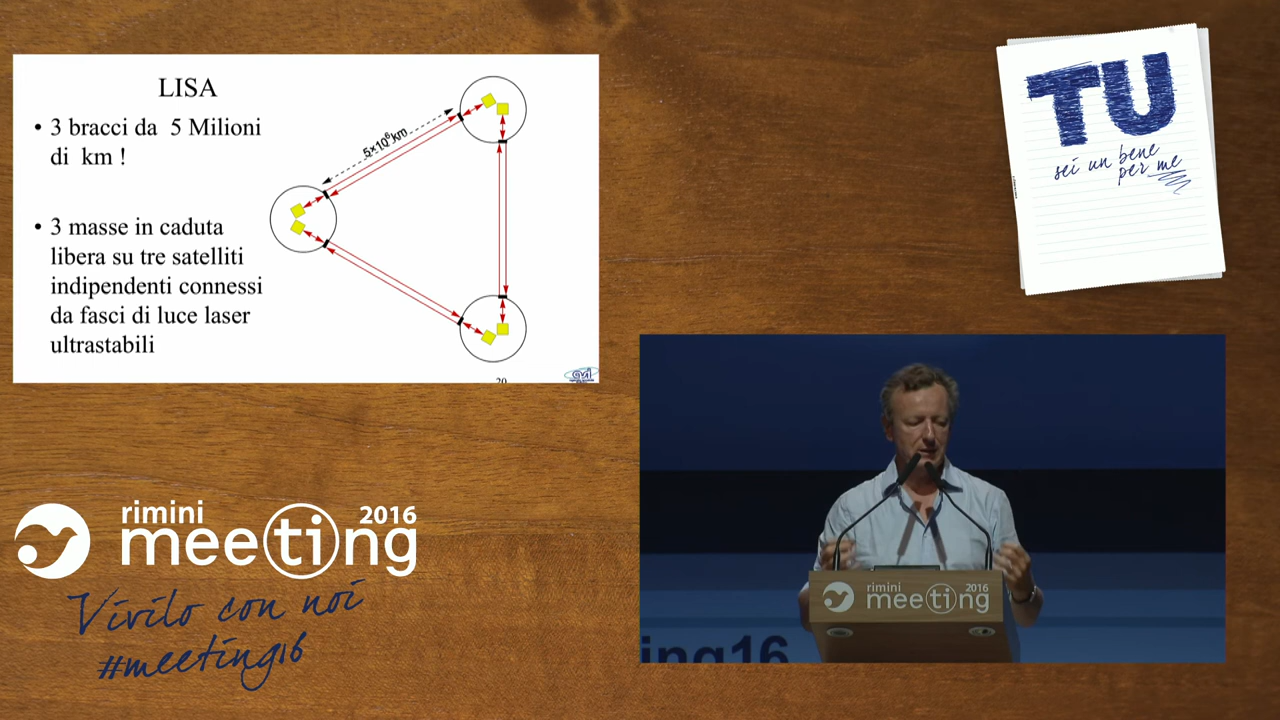 LISA
• 3 bracci da 5 Milioni
di km !
• 3 masse in caduta
libera su tre satelliti
indipendenti connessi
da fasci di luce laser
ultrastabili
5×10⁶ km
20
TU
sei un bene
per me
rimini 2016
meeting
Vivilo con noi
#meeting16
rimini 2016
meeting
ing16